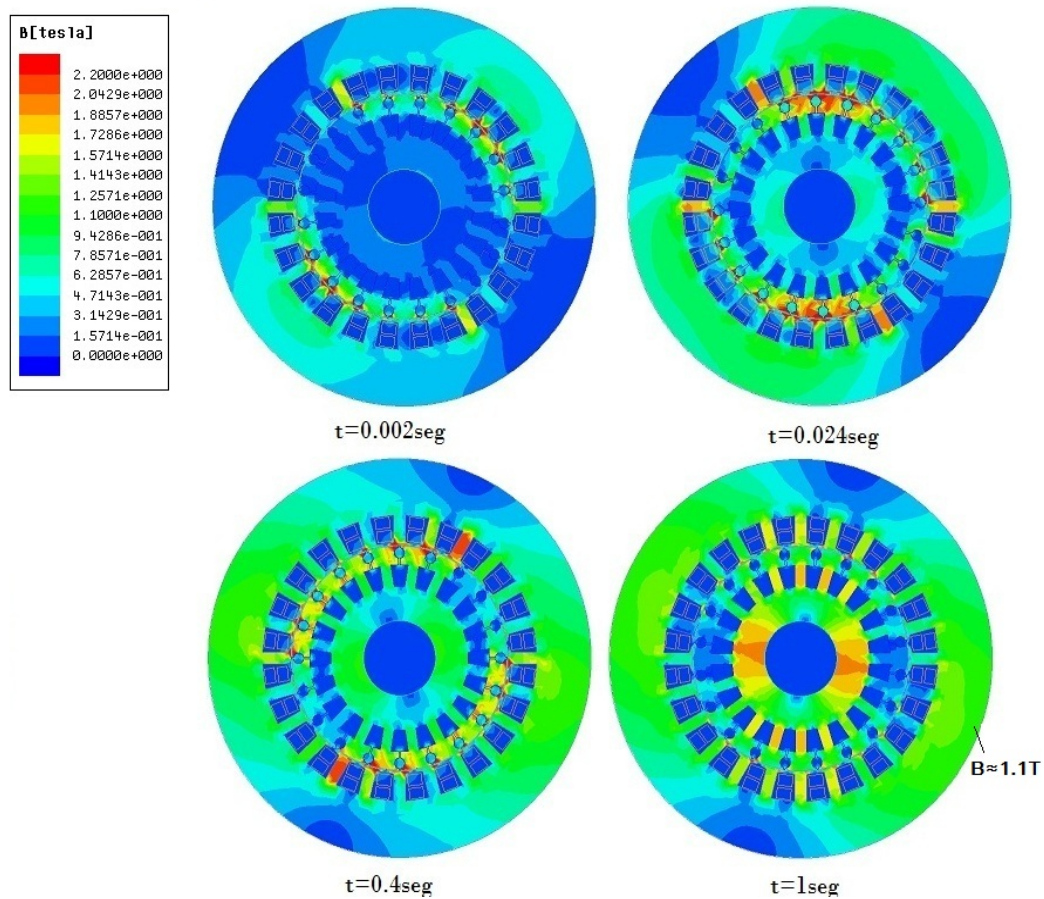 B[tesla]
2.2000e+000
2.0429e+000
1.8857e+000
1.7286e+000
1.5714e+000
1.4143e+000
1.2571e+000
1.1000e+000
9.4286e-001
7.8571e-001
6.2857e-001
4.7143e-001
3.1429e-001
1.5714e-001
0.0000e+000
t=0.002seg
t=0.024seg
B≈1.1T
t=0.4seg
t=1seg